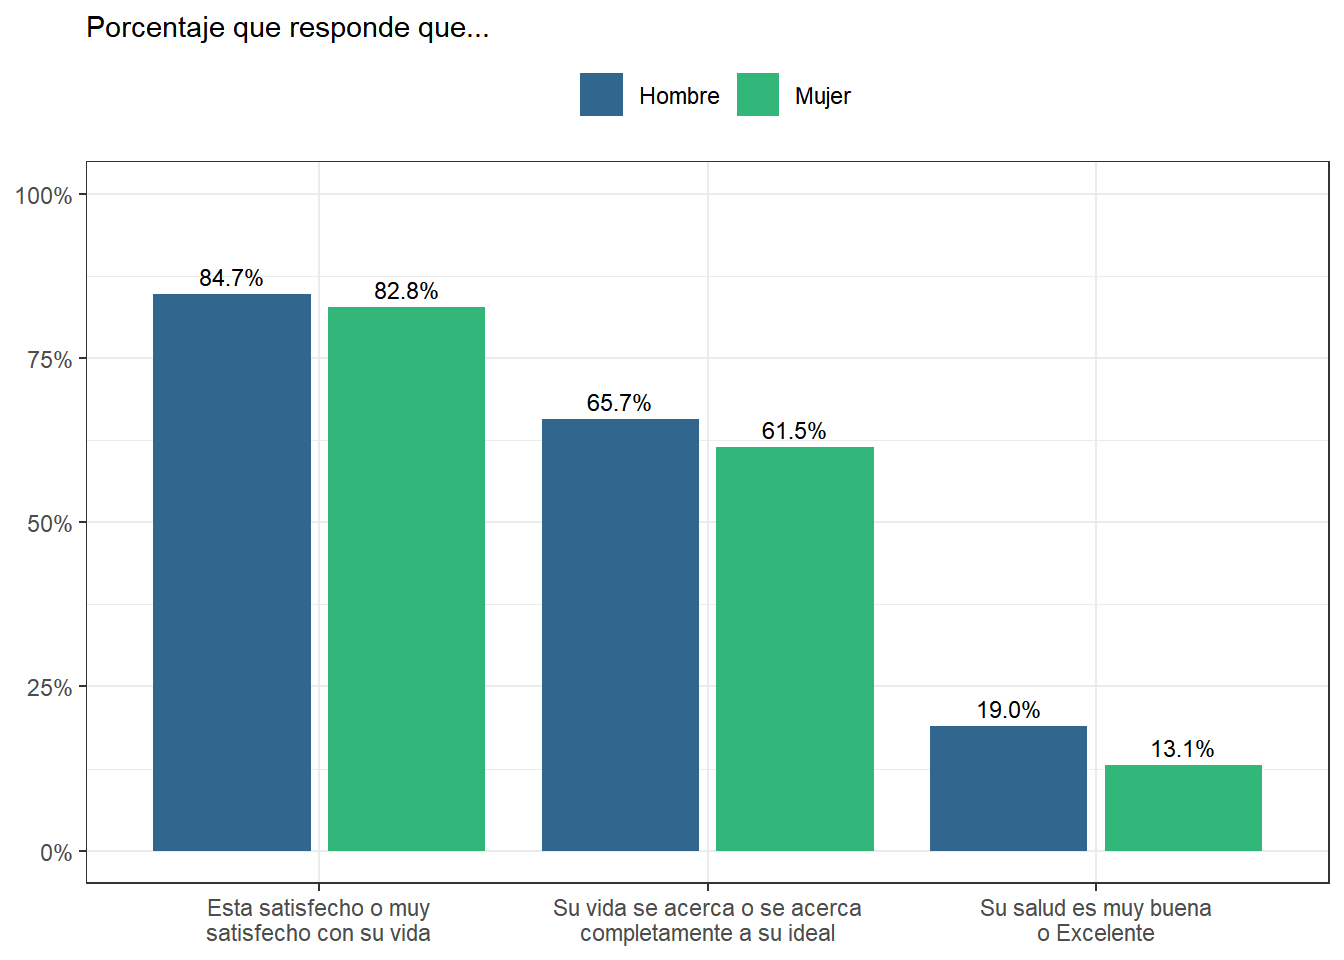 Porcentaje que responde que...
Hombre
Mujer
100%
75%
50%
25%
0%
84.7%
82.8%
65.7%
61.5%
19.0%
13.1%
Esta satisfecho o muy
satisfecho con su vida
Su vida se acerca o se acerca
completamente a su ideal
Su salud es muy buena
o Excelente